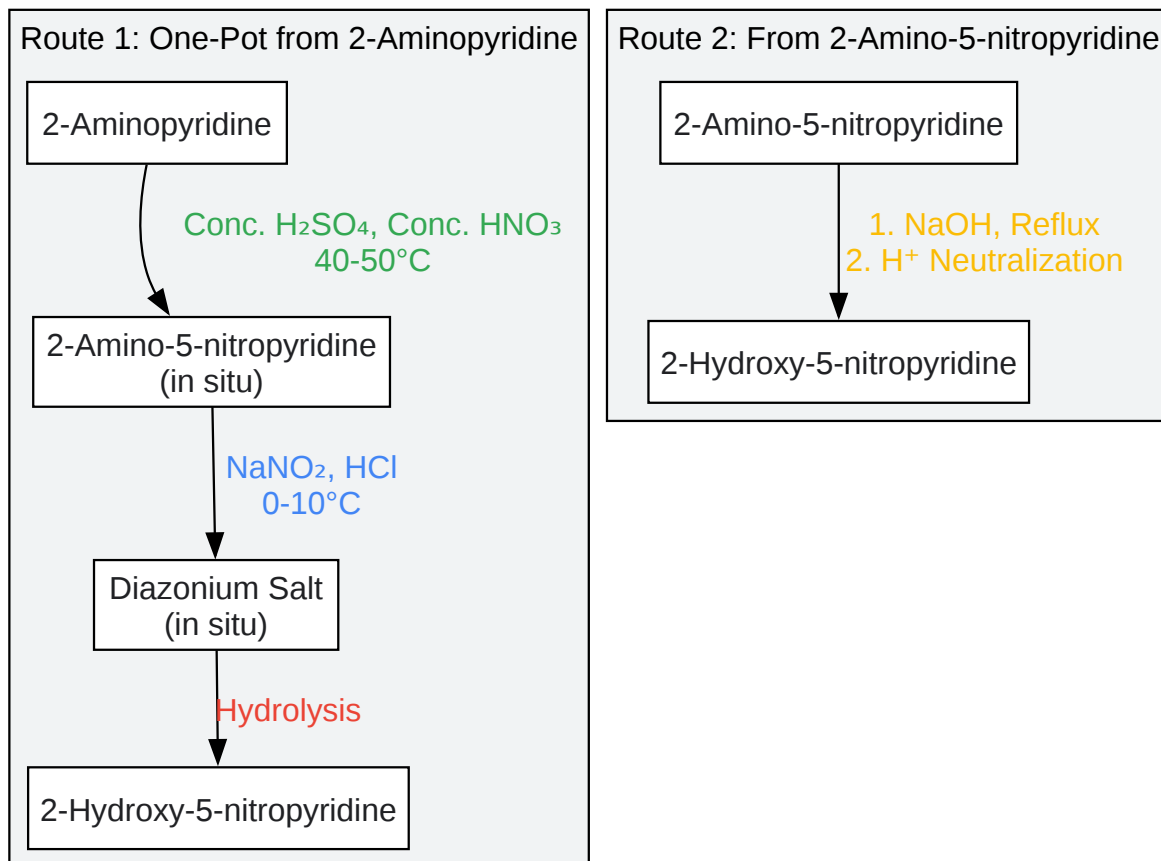 Route 1: One-Pot from 2-Aminopyridine
2-Aminopyridine
Conc. H₂SO₄, Conc. HNO₃
40-50°C
2-Amino-5-nitropyridine
(in situ)
NaNO₂, HCl
0-10°C
Diazonium Salt
(in situ)
Hydrolysis
2-Hydroxy-5-nitropyridine
Route 2: From 2-Amino-5-nitropyridine
2-Amino-5-nitropyridine
1. NaOH, Reflux
2. H⁺ Neutralization
2-Hydroxy-5-nitropyridine